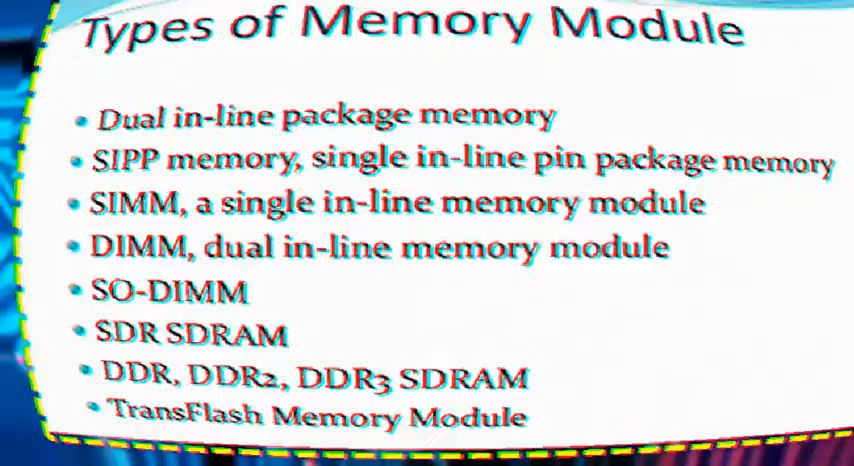 Types of Memory Module
• Dual in-line package memory
• SIPP memory, single in-line pin package memory
• SIMM, a single in-line memory module
• DIMM, dual in-line memory module
• SO-DIMM
• SDR SDRAM
• DDR, DDR2, DDR3 SDRAM
• TransFlash Memory Module